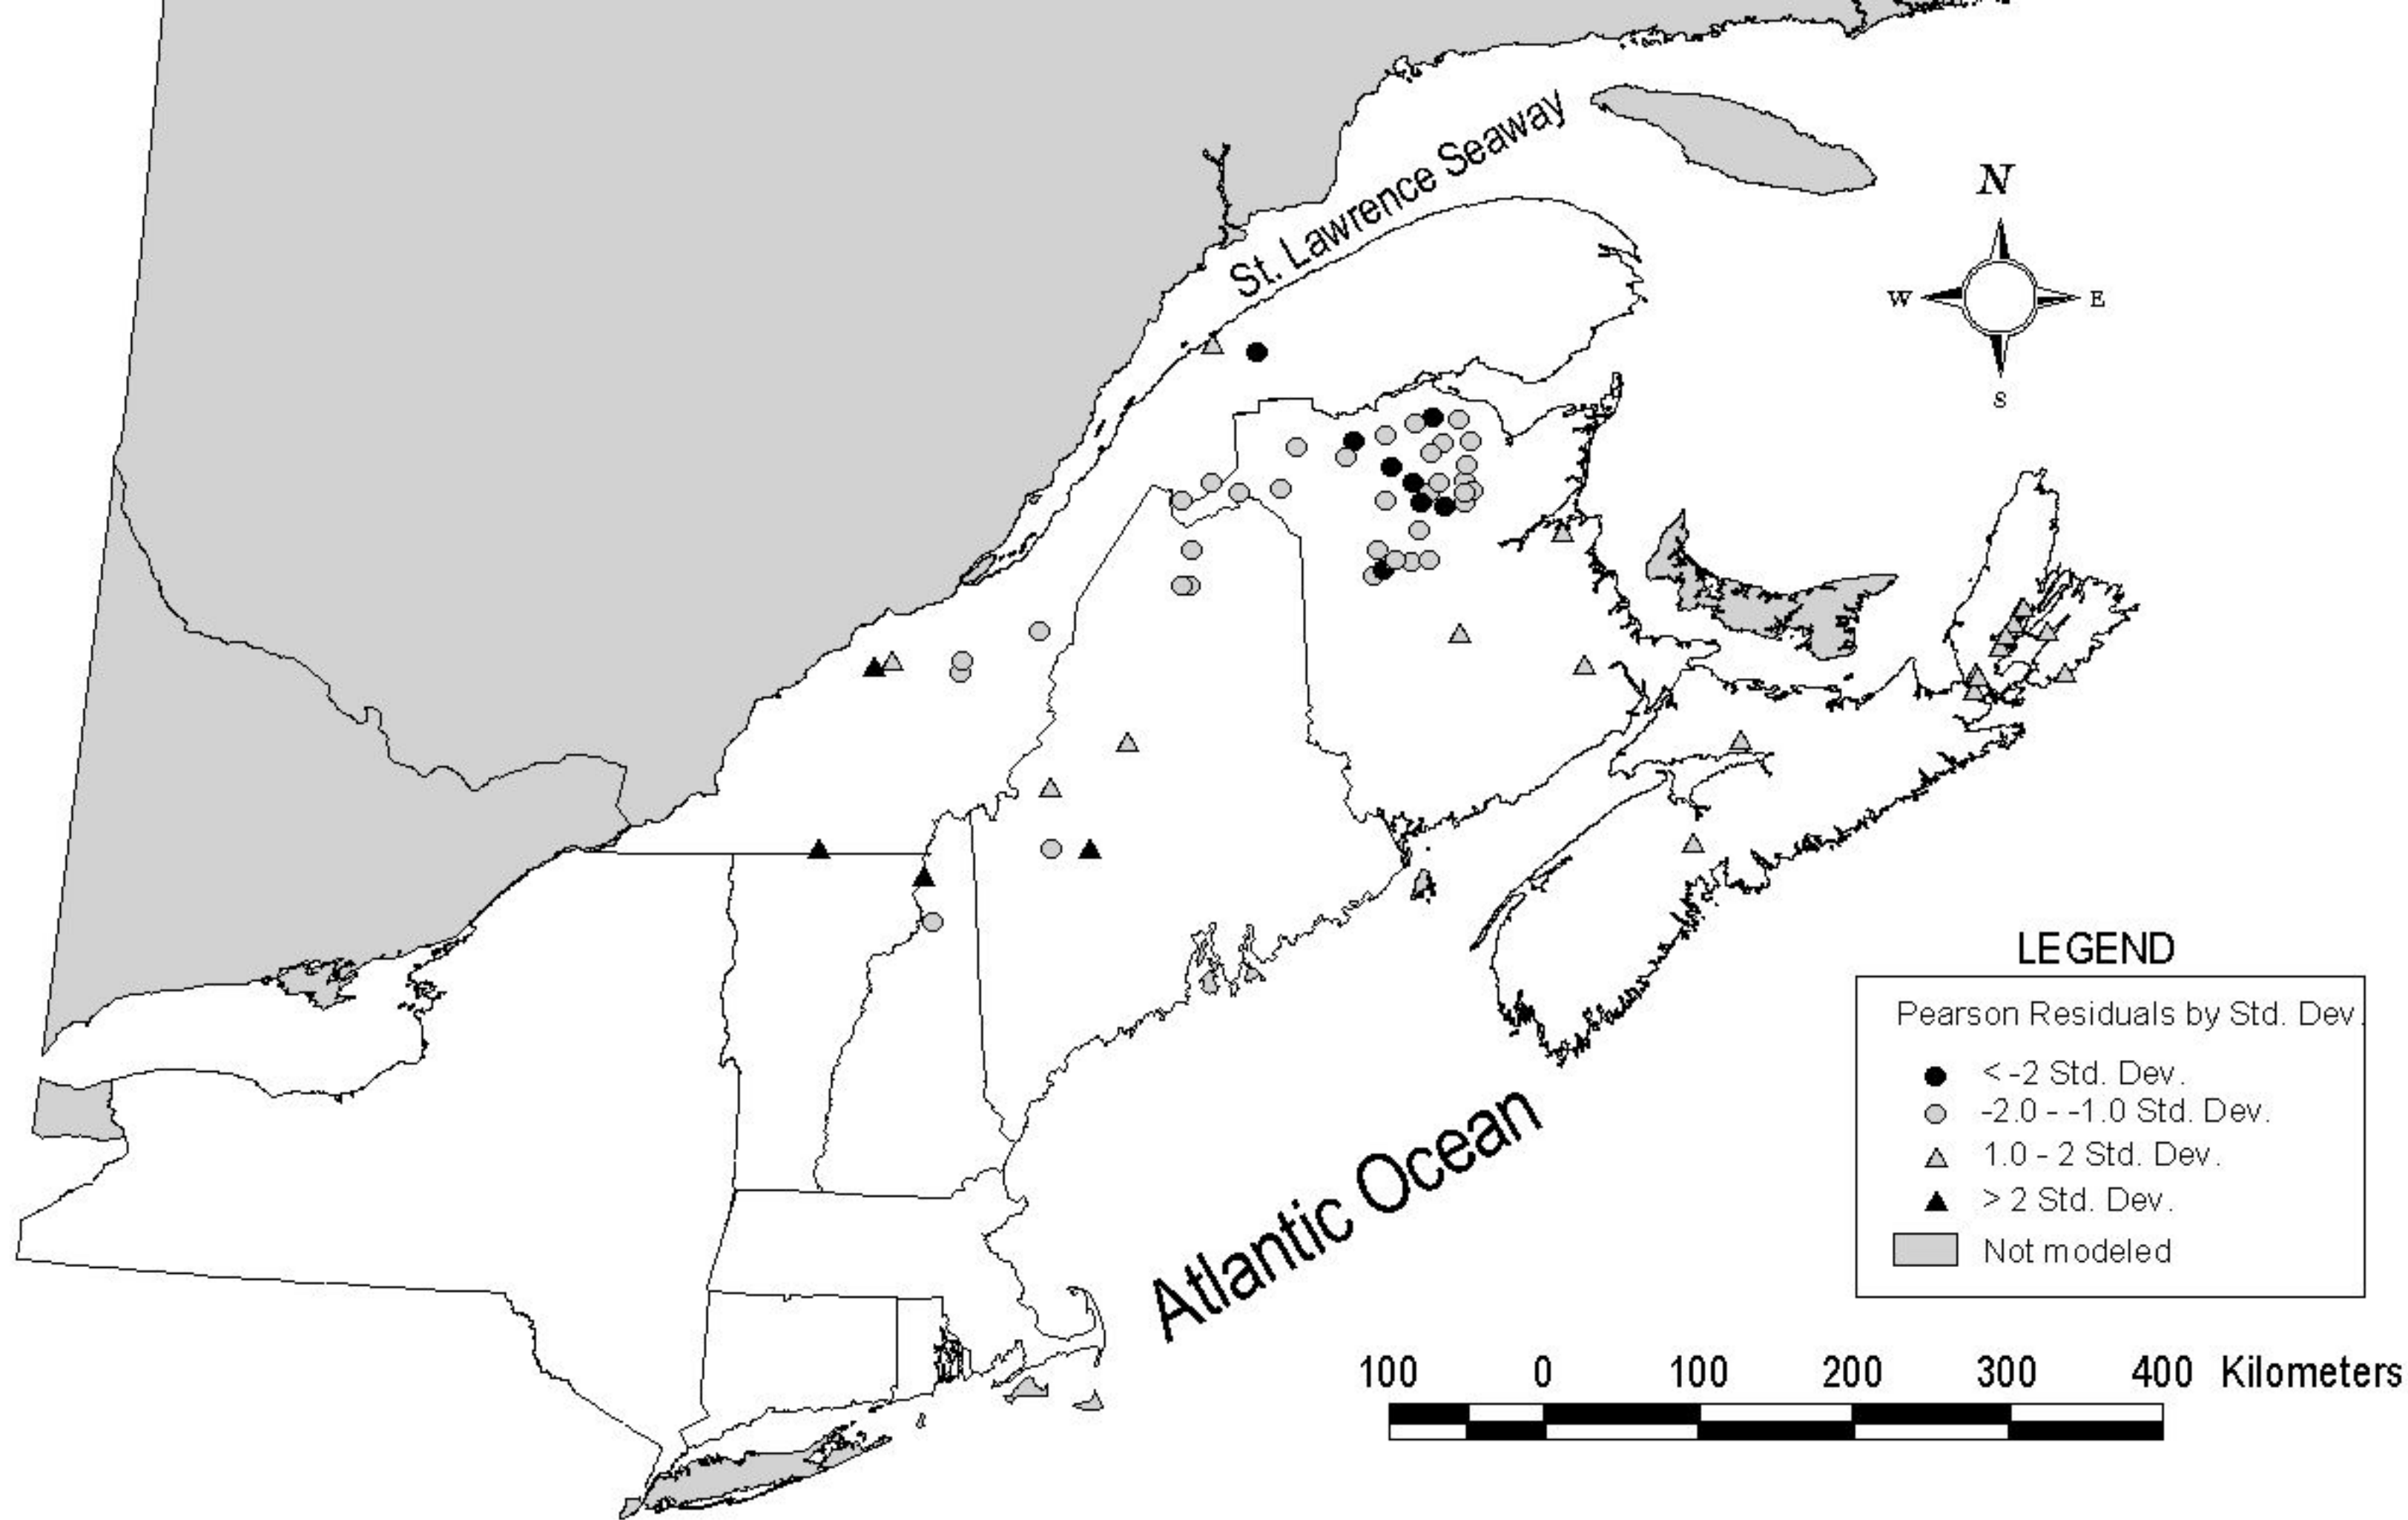 St. Lawrence Seaway
N
W
E
S
LEGEND
Pearson Residuals by Std. Dev.
< -2 Std. Dev.
-2.0 - -1.0 Std. Dev.
1.0 - 2 Std. Dev.
> 2 Std. Dev.
Not modeled
Atlantic Ocean
100 0 100 200 300 400 Kilometers